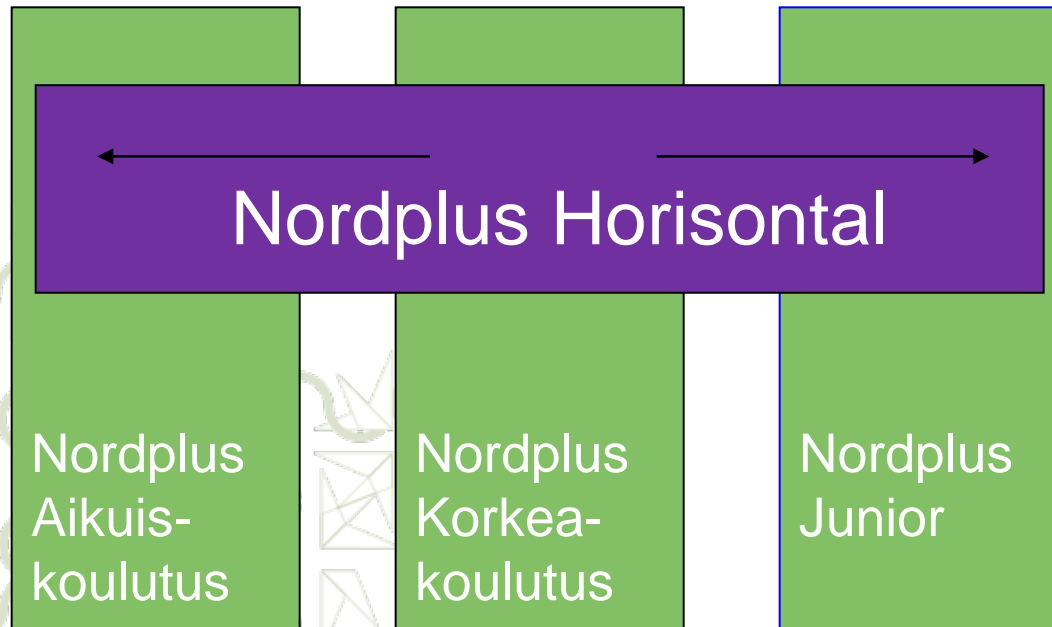 Nordplus Horisontal
Nordplus
Aikuis-
koulutus
Nordplus
Korkea-
koulutus
Nordplus
Junior